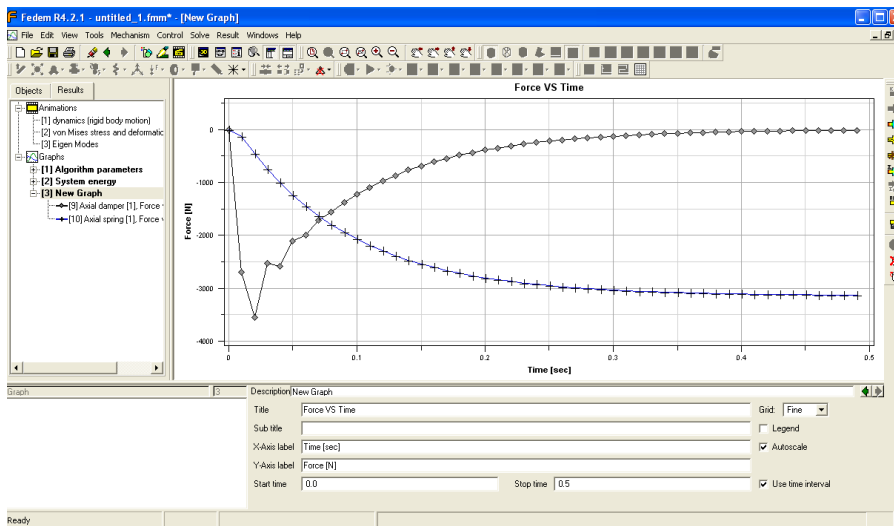 Fedem R4.2.1 - untitled_1.fmm* - [New Graph]
File Edit View Tools Mechanism Control Solve Result Windows Help
Objects Results
Animations
[1] dynamics (rigid body motion)
[2] von Mises stress and deformatic
[3] Eigen Modes
Graphs
[1] Algorithm parameters
[2] System energy
[3] New Graph
[9] Axial damper [1], Force
[10] Axial spring [1], Force
Force VS Time
Force [N]
0
-1000
-2000
-3000
-4000
0 0.1 0.2 0.3 0.4 0.5
Time [sec]
Graph 3 Description New Graph
Title Force VS Time Grid: Fine
Sub title Legend
X-Axis label Time [sec] Autoscale
Y-Axis label Force [N]
Start time 0.0 Stop time 0.5 Use time interval
Ready